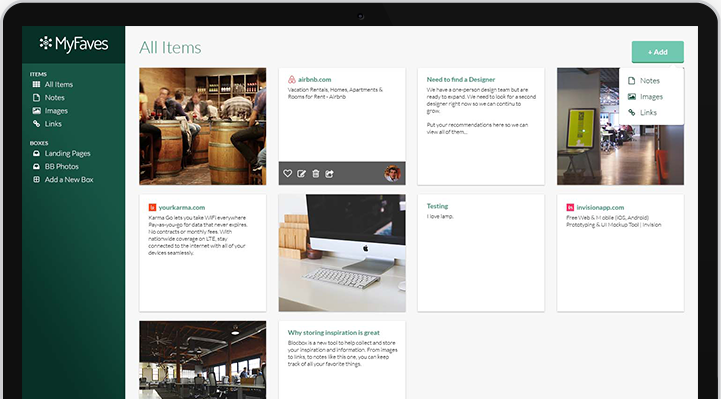 MyFaves
ITEMS
All Items
Notes
Images
Links
BOXES
Landing Pages
BB Photos
Add a New Box
All Items
+ Add
Notes
Images
Links
airbnb.com
Vacation Rentals, Homes, Apartments &
Rooms for Rent - Airbnb
Need to find a Designer
We have a one-person design team but are
ready to expand. We need to look for a second
designer right now so we can continu to
grow.
Put your recommendations here so we can
view all of them...
yourkarma.com
Karma Go lets you take WiFi everywhere
Pay-as-you-go for data that never expires.
No contracts or monthly fees. With
nationwide coverage on LTE, stay
connected to the internet with all of your
devices seamlessly.
Testing
I love lamp.
invisionapp.com
Free Web & Mobile (iOS, Android)
Prototyping & UI Mockup Tool | Invision
Why storing inspiration is great
Blocbox is a new tool to help collect and store
your inspiration and information. From images
to links, to notes like this one, you can keep
track of all your favorite things.